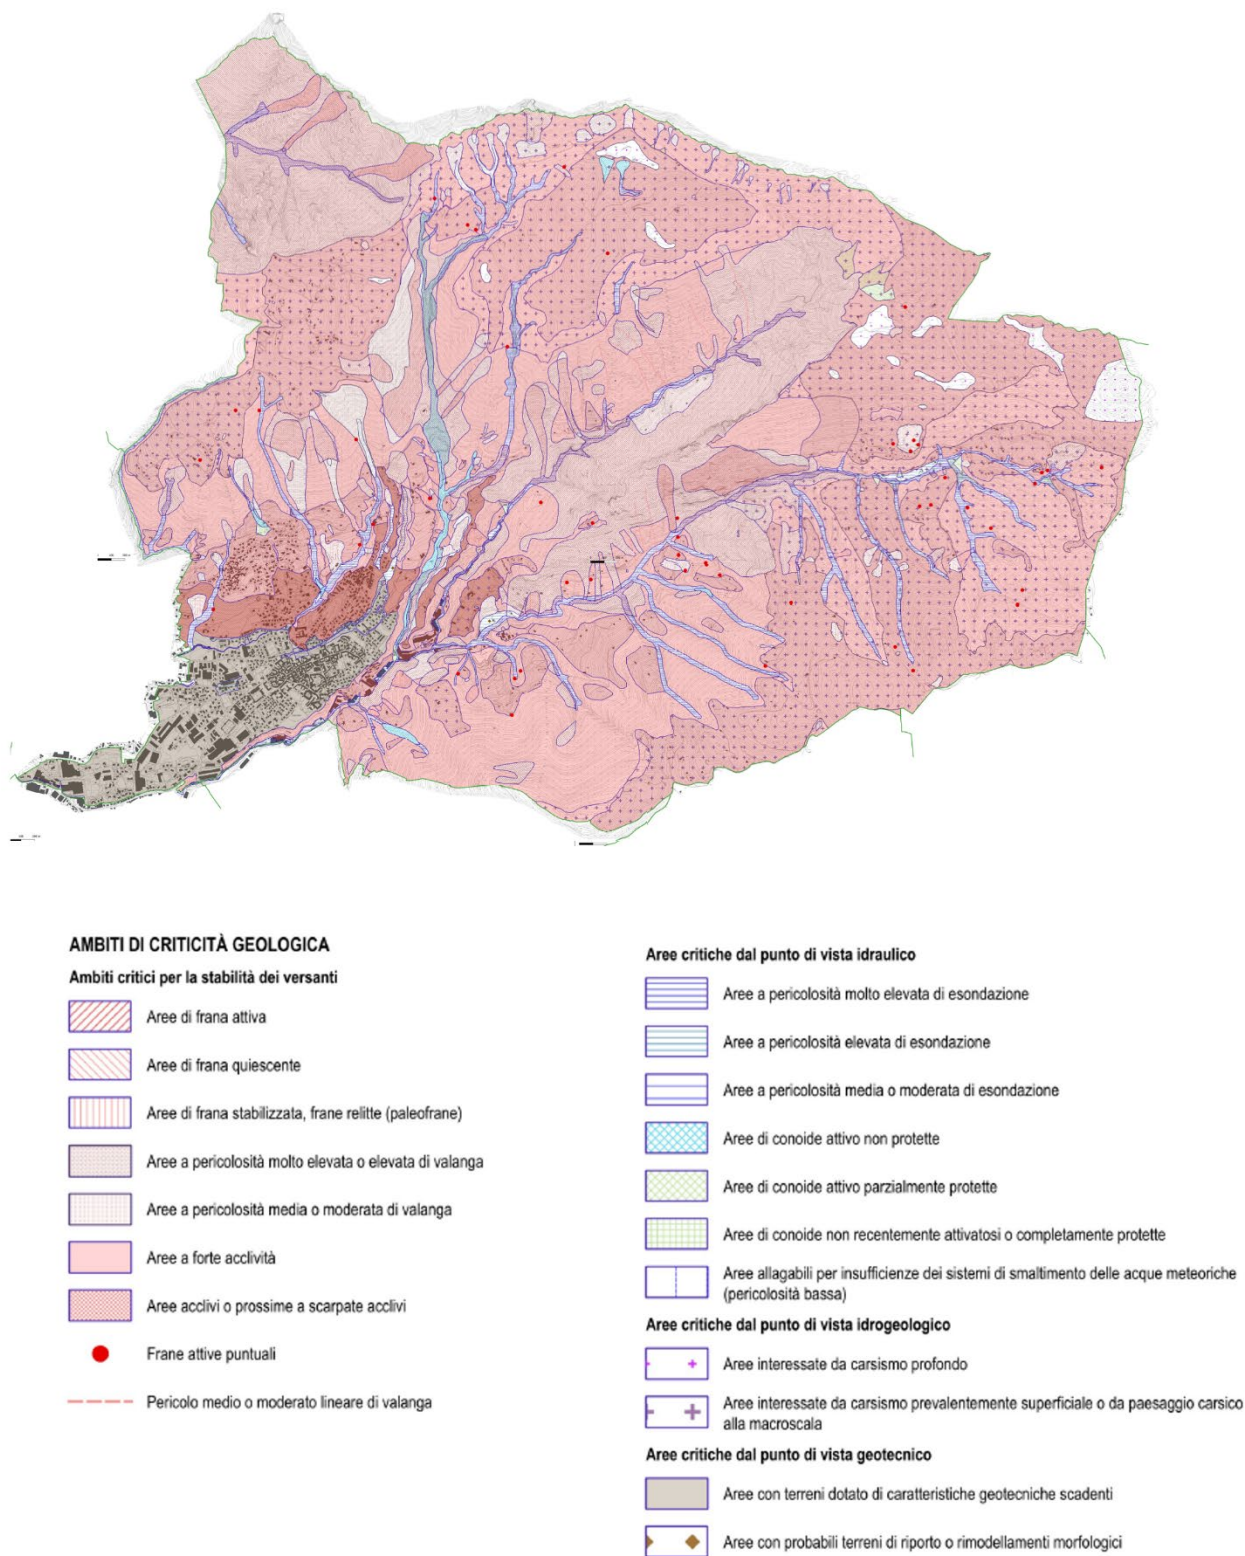 AMBITI DI CRITICITÀ GEOLOGICA
Ambiti critici per la stabilità dei versanti
Aree di frana attiva
Aree di frana quiescente
Aree di frana stabilizzata, frane relitte (paleofrane)
Aree a pericolosità molto elevata o elevata di valanga
Aree a pericolosità media o moderata di valanga
Aree a forte acclività
Aree acclivi o prossime a scarpate acclivi
Frane attive puntuali
Pericolo medio o moderato lineare di valanga
Aree critiche dal punto di vista idraulico
Aree a pericolosità molto elevata di esondazione
Aree a pericolosità elevata di esondazione
Aree a pericolosità media o moderata di esondazione
Aree di conoide attivo non protette
Aree di conoide attivo parzialmente protette
Aree di conoide non recentemente attivatosi o completamente protette
Aree allagabili per insufficienze dei sistemi di smaltimento delle acque meteoriche
(pericolosità bassa)
Aree critiche dal punto di vista idrogeologico
Aree interessate da carsismo profondo
Aree interessate da carsismo prevalentemente superficiale o da paesaggio carsico
alla macroscala
Aree critiche dal punto di vista geotecnico
Aree con terreni dotato di caratteristiche geotecniche scadenti
Aree con probabili terreni di riporto o rimodellamenti morfologici